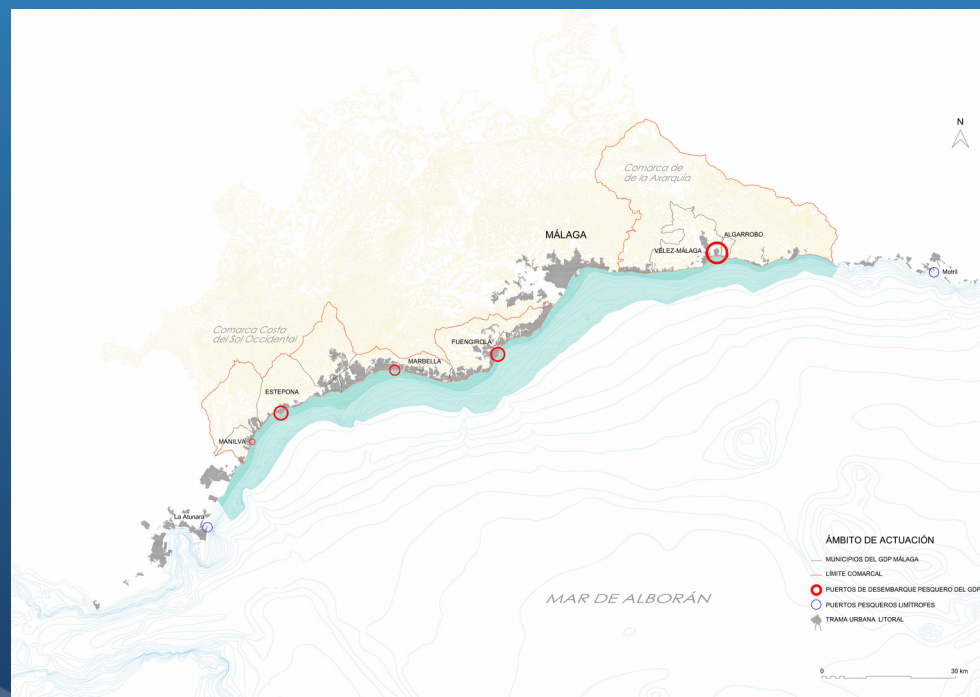 N
Comarca de
de la Axarquía
MÁLAGA
ALGARROBO
VÉLEZ-MÁLAGA
Motril
Comarca Costa
del Sol Occidental
FUENGIROLA
MARBELLA
ESTEPONA
MANILVA
La Atunara
MAR DE ALBORÁN
ÁMBITO DE ACTUACIÓN
MUNICIPIOS DEL GDP MÁLAGA
LÍMITE COMARCAL
PUERTOS DE DESEMBARQUE PESQUERO DEL GDP
PUERTOS PESQUEROS LIMÍTROFES
TRAMA URBANA LITORAL
0 30 km